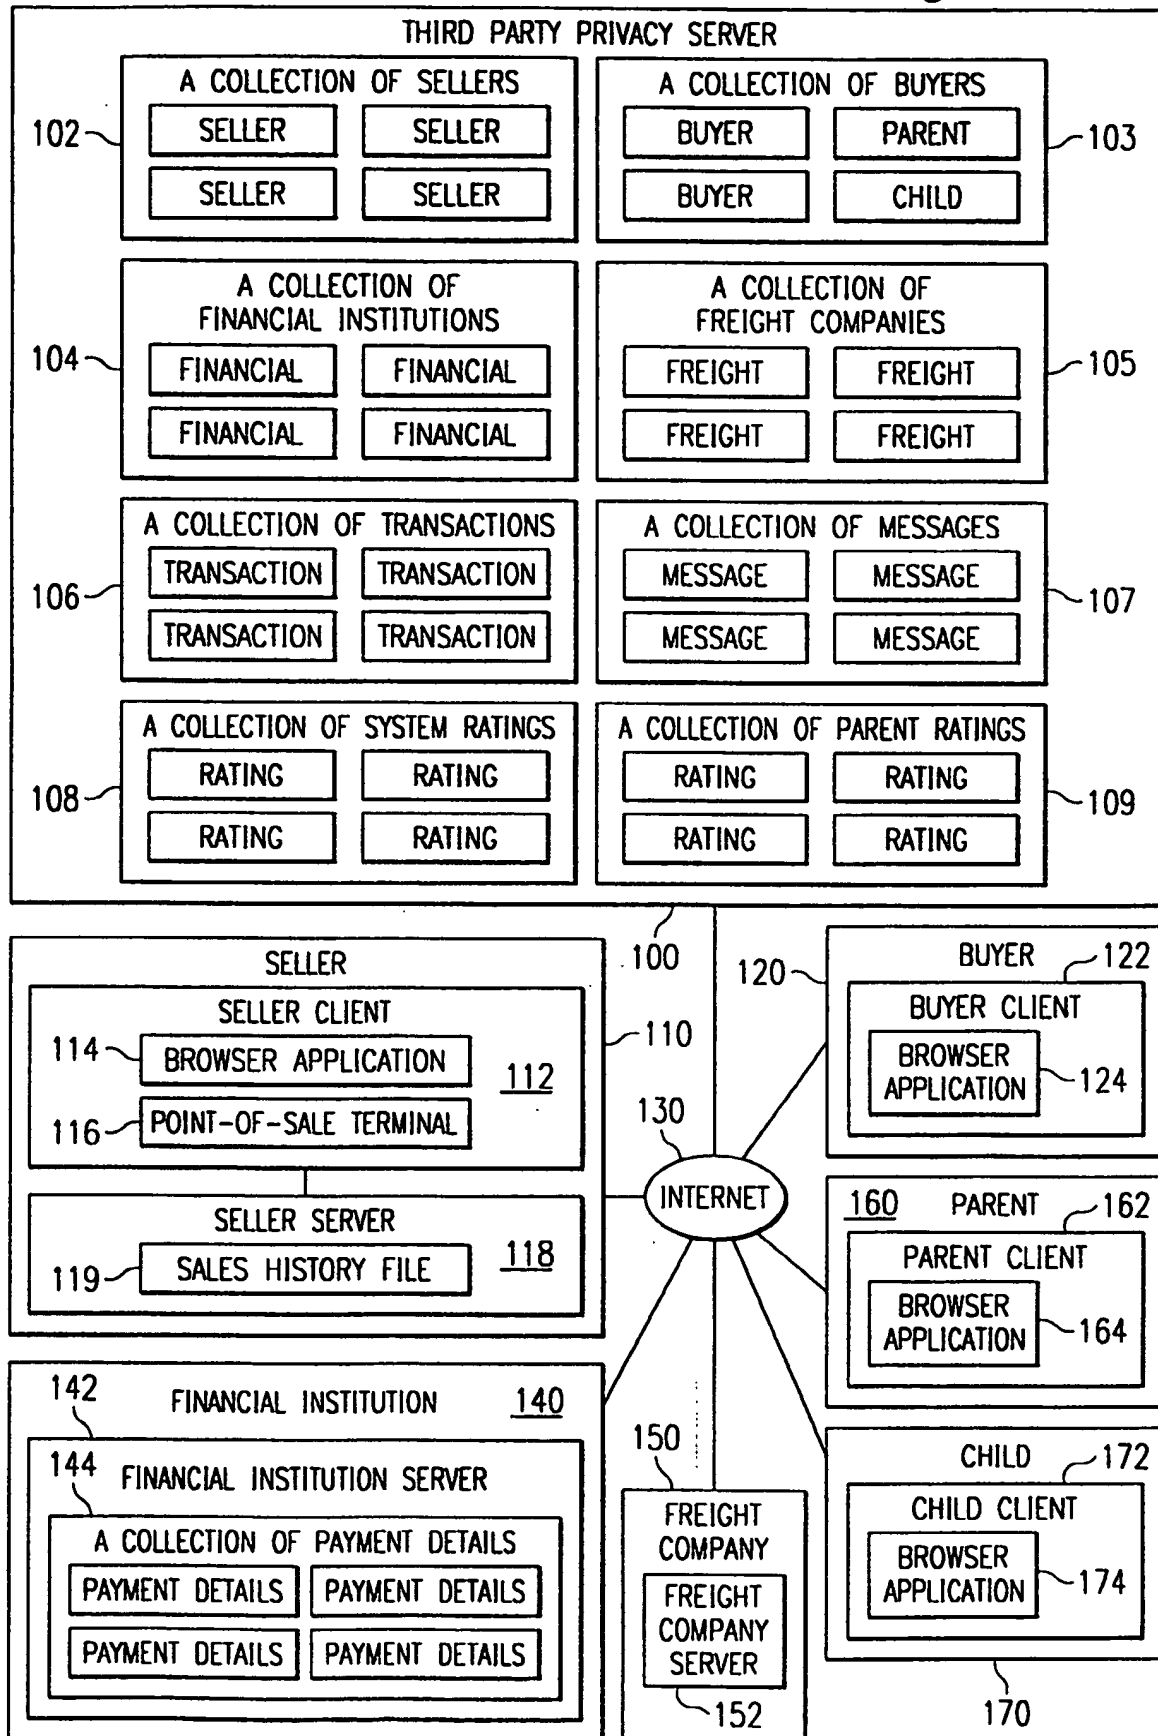 THIRD PARTY PRIVACY SERVER
A COLLECTION OF SELLERS
102
SELLER SELLER
SELLER SELLER
A COLLECTION OF BUYERS
BUYER PARENT
103
BUYER CHILD
A COLLECTION OF
FINANCIAL INSTITUTIONS
104
FINANCIAL FINANCIAL
FINANCIAL FINANCIAL
A COLLECTION OF
FREIGHT COMPANIES
FREIGHT FREIGHT
105
FREIGHT FREIGHT
A COLLECTION OF TRANSACTIONS
TRANSACTION TRANSACTION
106
TRANSACTION TRANSACTION
A COLLECTION OF MESSAGES
MESSAGE MESSAGE
107
MESSAGE MESSAGE
A COLLECTION OF SYSTEM RATINGS
RATING RATING
108
RATING RATING
A COLLECTION OF PARENT RATINGS
RATING RATING
109
RATING RATING
100
SELLER
SELLER CLIENT
110
114
BROWSER APPLICATION
112
116
POINT-OF-SALE TERMINAL
SELLER SERVER
118
119
SALES HISTORY FILE
130
INTERNET
120
BUYER
122
BUYER CLIENT
BROWSER
APPLICATION
124
160
PARENT
162
PARENT CLIENT
BROWSER
APPLICATION
164
142
FINANCIAL INSTITUTION
140
144
FINANCIAL INSTITUTION SERVER
A COLLECTION OF PAYMENT DETAILS
PAYMENT DETAILS PAYMENT DETAILS
PAYMENT DETAILS PAYMENT DETAILS
150
FREIGHT
COMPANY
FREIGHT
COMPANY
SERVER
152
CHILD
172
CHILD CLIENT
BROWSER
APPLICATION
174
170